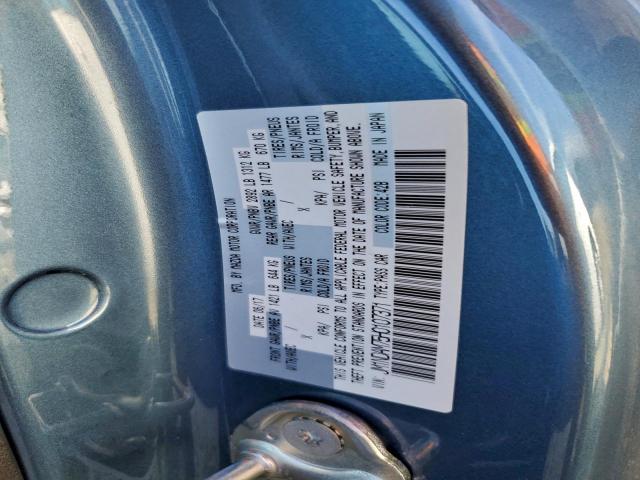 MFD. BY MAZDA MOTOR CORPORATION
DATE 06/17 GVWR/PNBV 2892 LB 1312 KG
FRONT GAWR/PNBE AV 1421 LB 644 KG REAR GAWR/PNBE AR 1477 LB 670 KG
TIRES/PNEUS TIRES/PNEUS
WITH/AVEC RIMS/JANTES WITH/AVEC RIMS/JANTES
X X
KPA/ PSI COLD/A FROID KPA/ PSI COLD/A FROID
THIS VEHICLE CONFORMS TO ALL APPLICABLE FEDERAL MOTOR VEHICLE SAFETY, BUMPER, AND
THEFT PREVENTION STANDARDS IN EFFECT ON THE DATE OF MANUFACTURE SHOWN ABOVE.
VIN: TYPE:PASS CAR COLOR CODE:42B MADE IN JAPAN